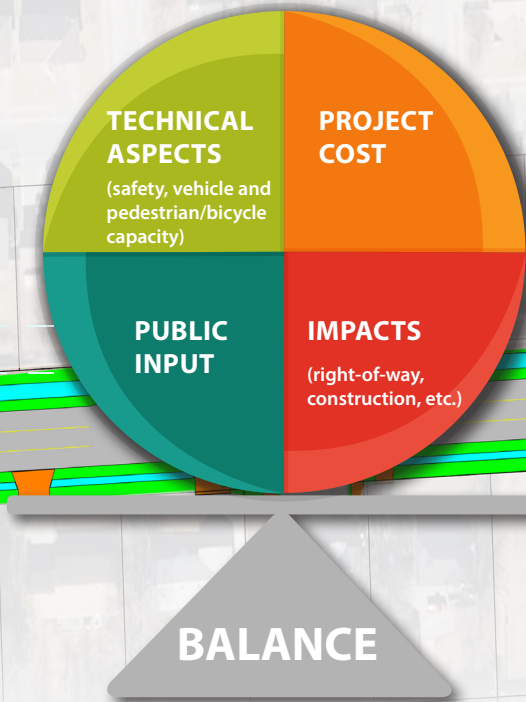 TECHNICAL
ASPECTS
(safety, vehicle and
pedestrian/bicycle
capacity)
PROJECT
COST
PUBLIC
INPUT
IMPACTS
(right-of-way,
construction, etc.)
BALANCE